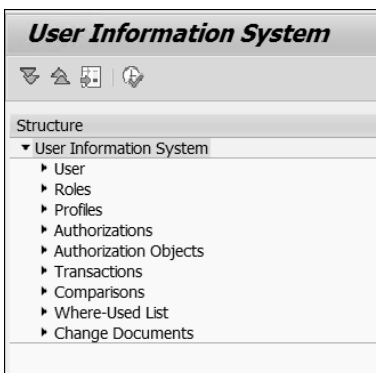 User Information System
Structure
User Information System
User
Roles
Profiles
Authorizations
Authorization Objects
Transactions
Comparisons
Where-Used List
Change Documents